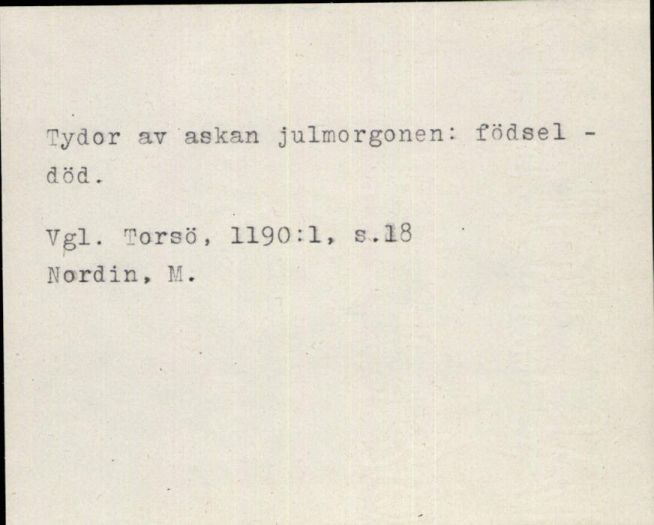 Tydor av askan julmorgonen: födsel -
död.
Vgl. Torsö, 1190:1, s.18
Nordin, M.